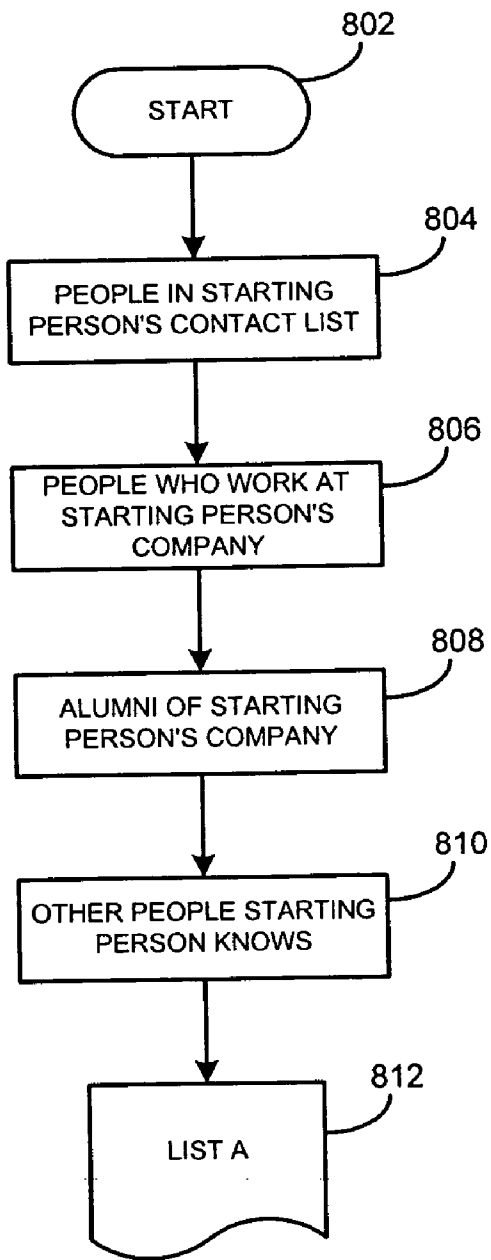 802
START
804
PEOPLE IN STARTING
PERSON'S CONTACT LIST
806
PEOPLE WHO WORK AT
STARTING PERSON'S
COMPANY
808
ALUMNI OF STARTING
PERSON'S COMPANY
810
OTHER PEOPLE STARTING
PERSON KNOWS
812
LIST A